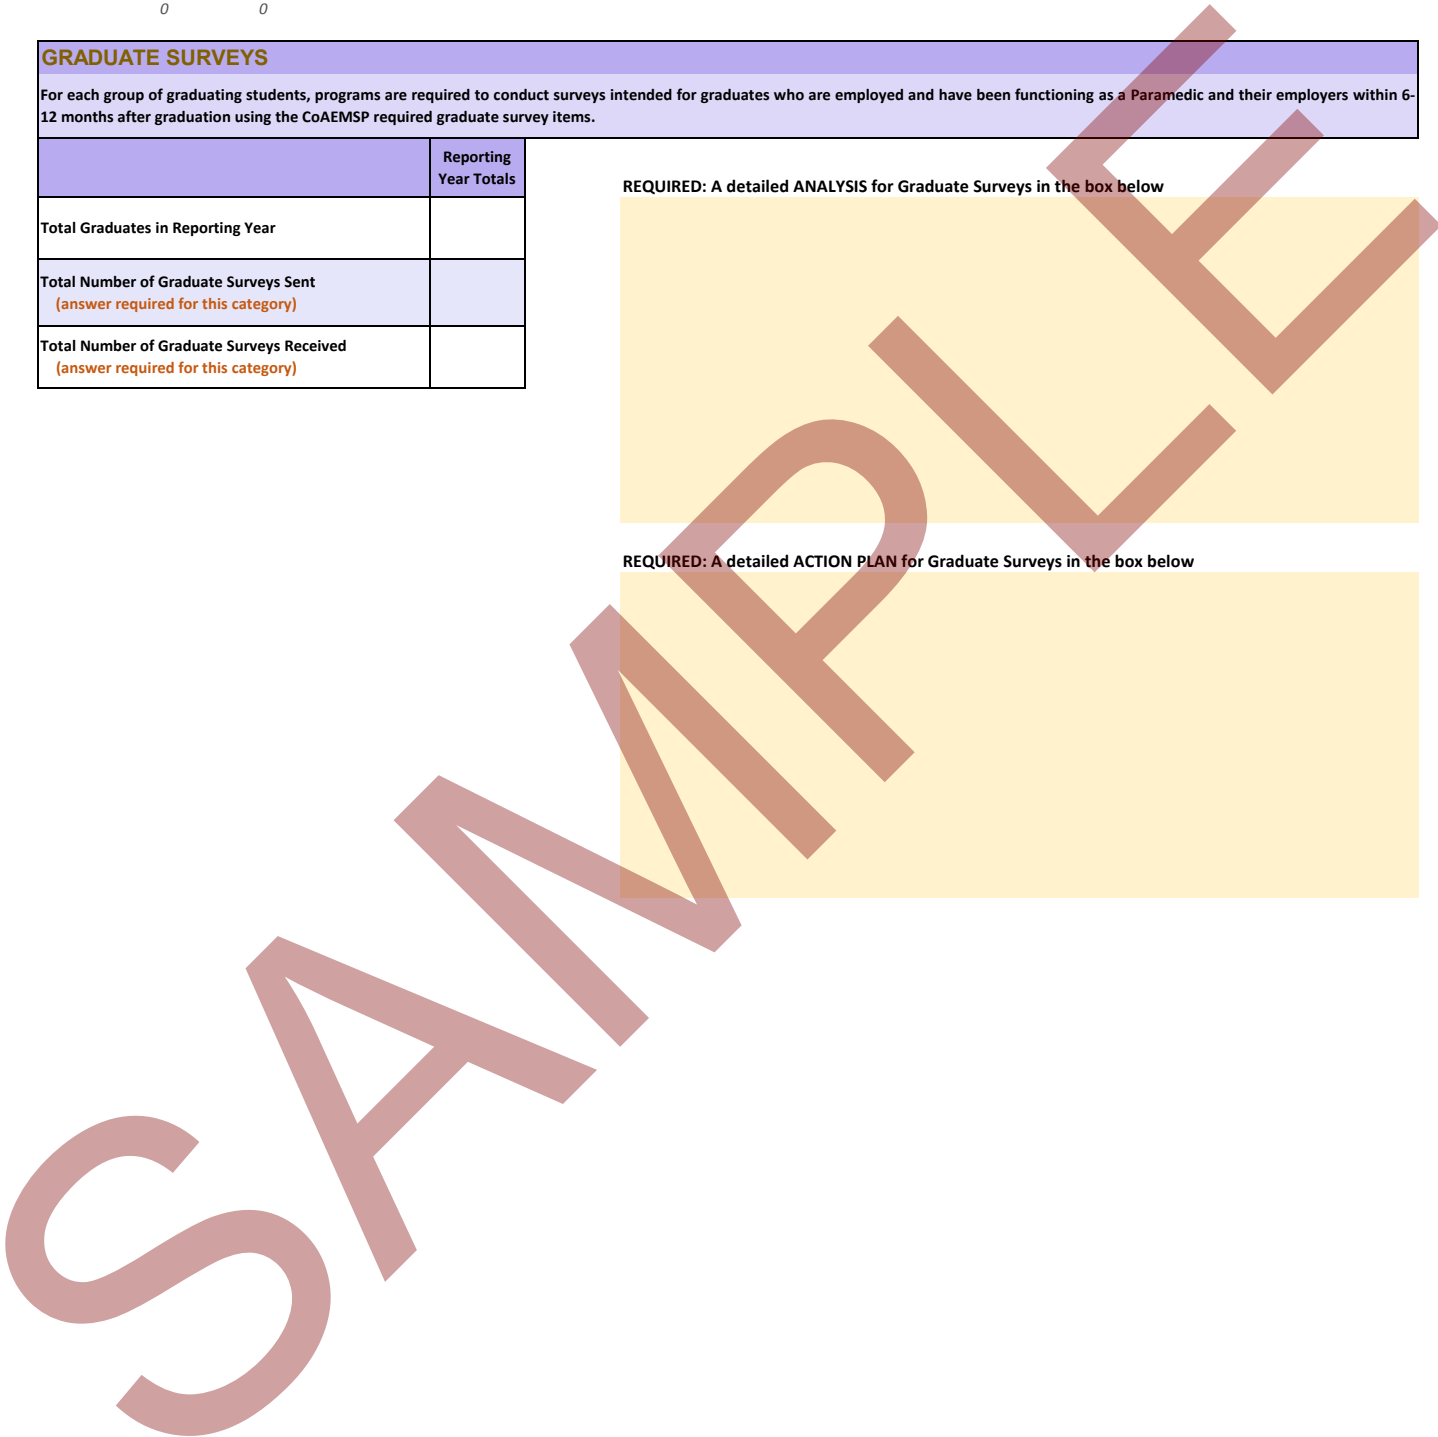 0 0
GRADUATE SURVEYS
For each group of graduating students, programs are required to conduct surveys intended for graduates who are employed and have been functioning as a Paramedic and their employers within 6-
12 months after graduation using the CoAEMSP required graduate survey items.
Reporting
Year Totals
Total Graduates in Reporting Year
Total Number of Graduate Surveys Sent
(answer required for this category)
Total Number of Graduate Surveys Received
(answer required for this category)
REQUIRED: A detailed ANALYSIS for Graduate Surveys in the box below
REQUIRED: A detailed ACTION PLAN for Graduate Surveys in the box below
SAMPLE